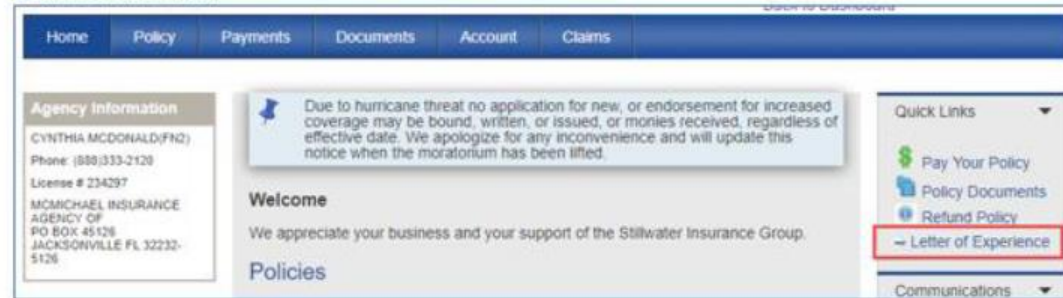 Back to Dashboard
Home Policy Payments Documents Account Claims
Agency Information
CYNTHIA MCDONALD(FN2)
Phone: (888)333-2120
License # 234297
MCMICHAEL INSURANCE
AGENCY OF
PO BOX 45126
JACKSONVILLE FL 32232-
5126
Due to hurricane threat no application for new, or endorsement for increased
coverage may be bound, written, or issued, or monies received, regardless of
effective date. We apologize for any inconvenience and will update this
notice when the moratorium has been lifted.
Welcome
We appreciate your business and your support of the Stillwater Insurance Group.
Policies
Quick Links
Pay Your Policy
Policy Documents
Refund Policy
Letter of Experience
Communications